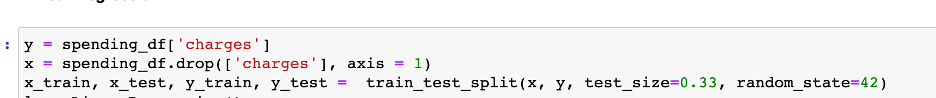 : y = spending_df['charges']
x = spending_df.drop(['charges'], axis = 1)
x_train, x_test, y_train, y_test =  train_test_split(x, y, test_size=0.33, random_state=42)